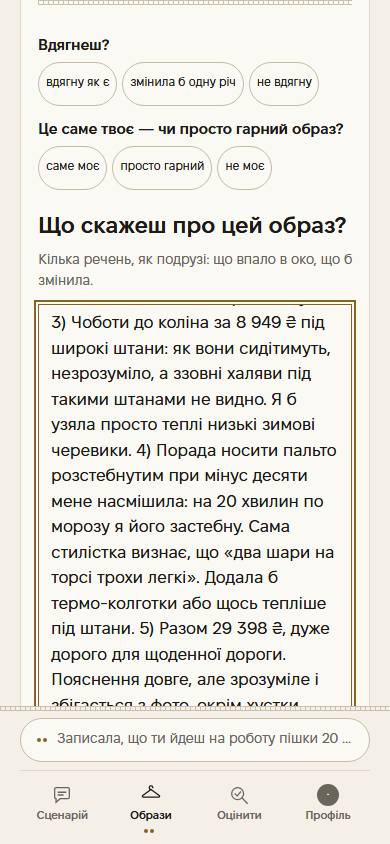 Вдягнеш?
вдягну як є
змінила б одну річ
не вдягну
Це саме твоє — чи просто гарний образ?
саме моє
просто гарний
не моє
Що скажеш про цей образ?
Кілька речень, як подрузі: що впало в око, що б
змінила.
3) Чоботи до коліна за 8 949 ₴ під
широкі штани: як вони сидітимуть,
незрозуміло, а ззовні халяви під
такими штанами не видно. Я б
узяла просто теплі низькі зимові
черевики. 4) Порада носити пальто
розстебнутим при мінус десяти
мене насмішила: на 20 хвилин по
морозу я його застебну. Сама
стилістка визнає, що «два шари на
торсі трохи легкі». Додала б
термо-колготки або щось тепліше
під штани. 5) Разом 29 398 ₴, дуже
дорого для щоденної дороги.
Пояснення довге, але зрозуміле і
збігається з фото, окрім хустки
Записала, що ти йдеш на роботу пішки 20 ...
Сценарій
Образи
Оцінити
Профіль